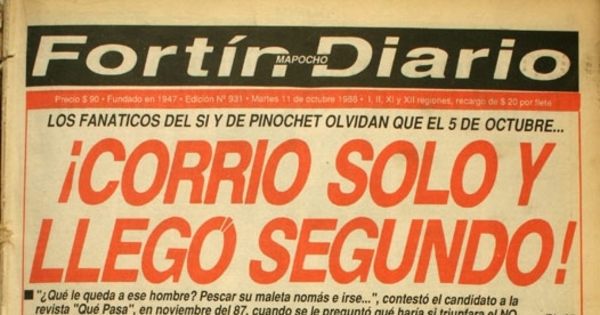 Fortín Diario
MAPOCHO
Precio $ 90 • Fundado en 1947 • Edición Nº 931 • Martes 11 de octubre 1988 • I, II, XI y XII regiones, recargo de $ 20 por flete
LOS FANATICOS DEL SI Y DE PINOCHET OLVIDAN QUE EL 5 DE OCTUBRE...
¡CORRIO SOLO Y
LLEGÓ SEGUNDO!
"¿Qué le queda a ese hombre? Pescar su maleta nomás e irse...", contestó el candidato a la
revista "Qué Pasa", en noviembre del 87, cuando se le preguntó qué haría si triunfara el NO